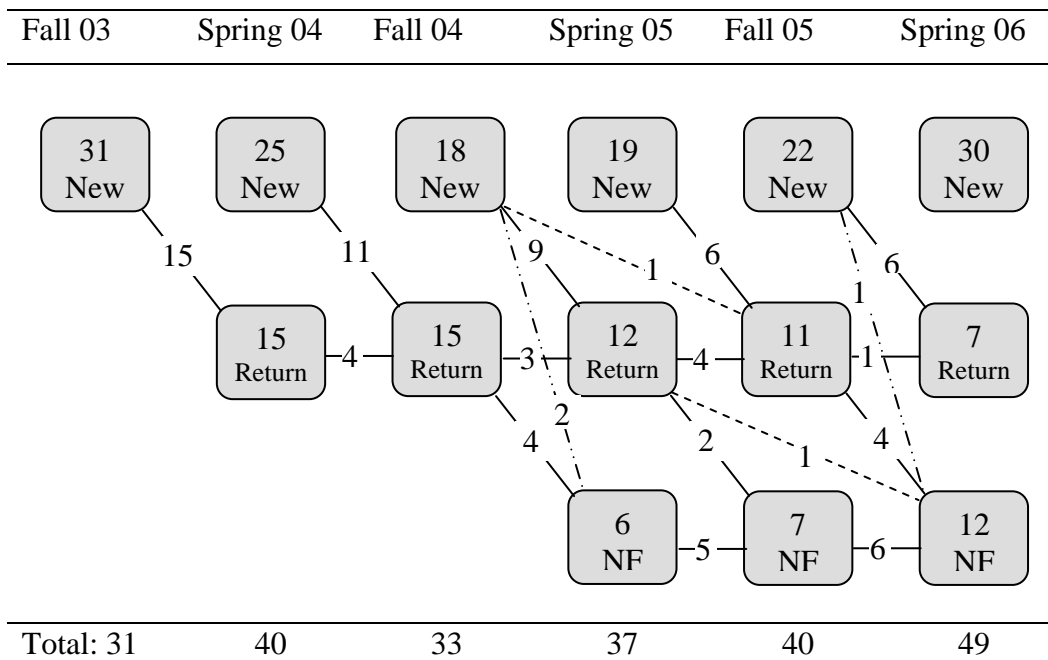 Fall 03 Spring 04 Fall 04 Spring 05 Fall 05 Spring 06
31 25 18 19 22 30
New New New New New New
15 11 9 1 6 6
1
15 15 12 11 7
Return Return Return Return Return
4 3 4 1
2
4 2 1 4
6 7 12
NF NF NF
5 6
Total: 31 40 33 37 40 49